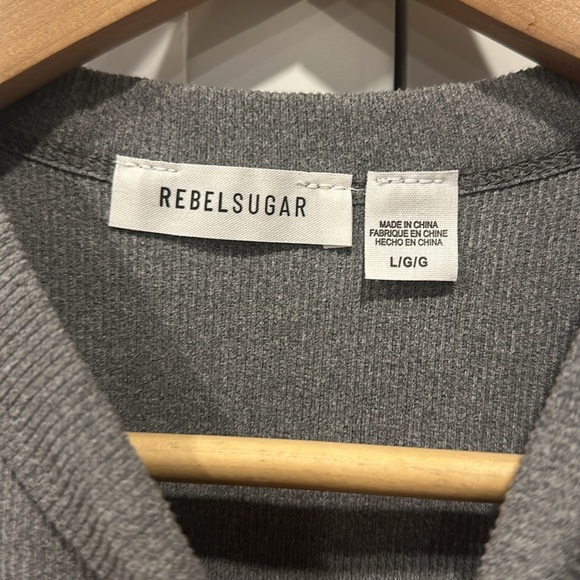 REBELSUGAR
MADE IN CHINA
FABRIQUE EN CHINE
HECHO EN CHINA
L/G/G